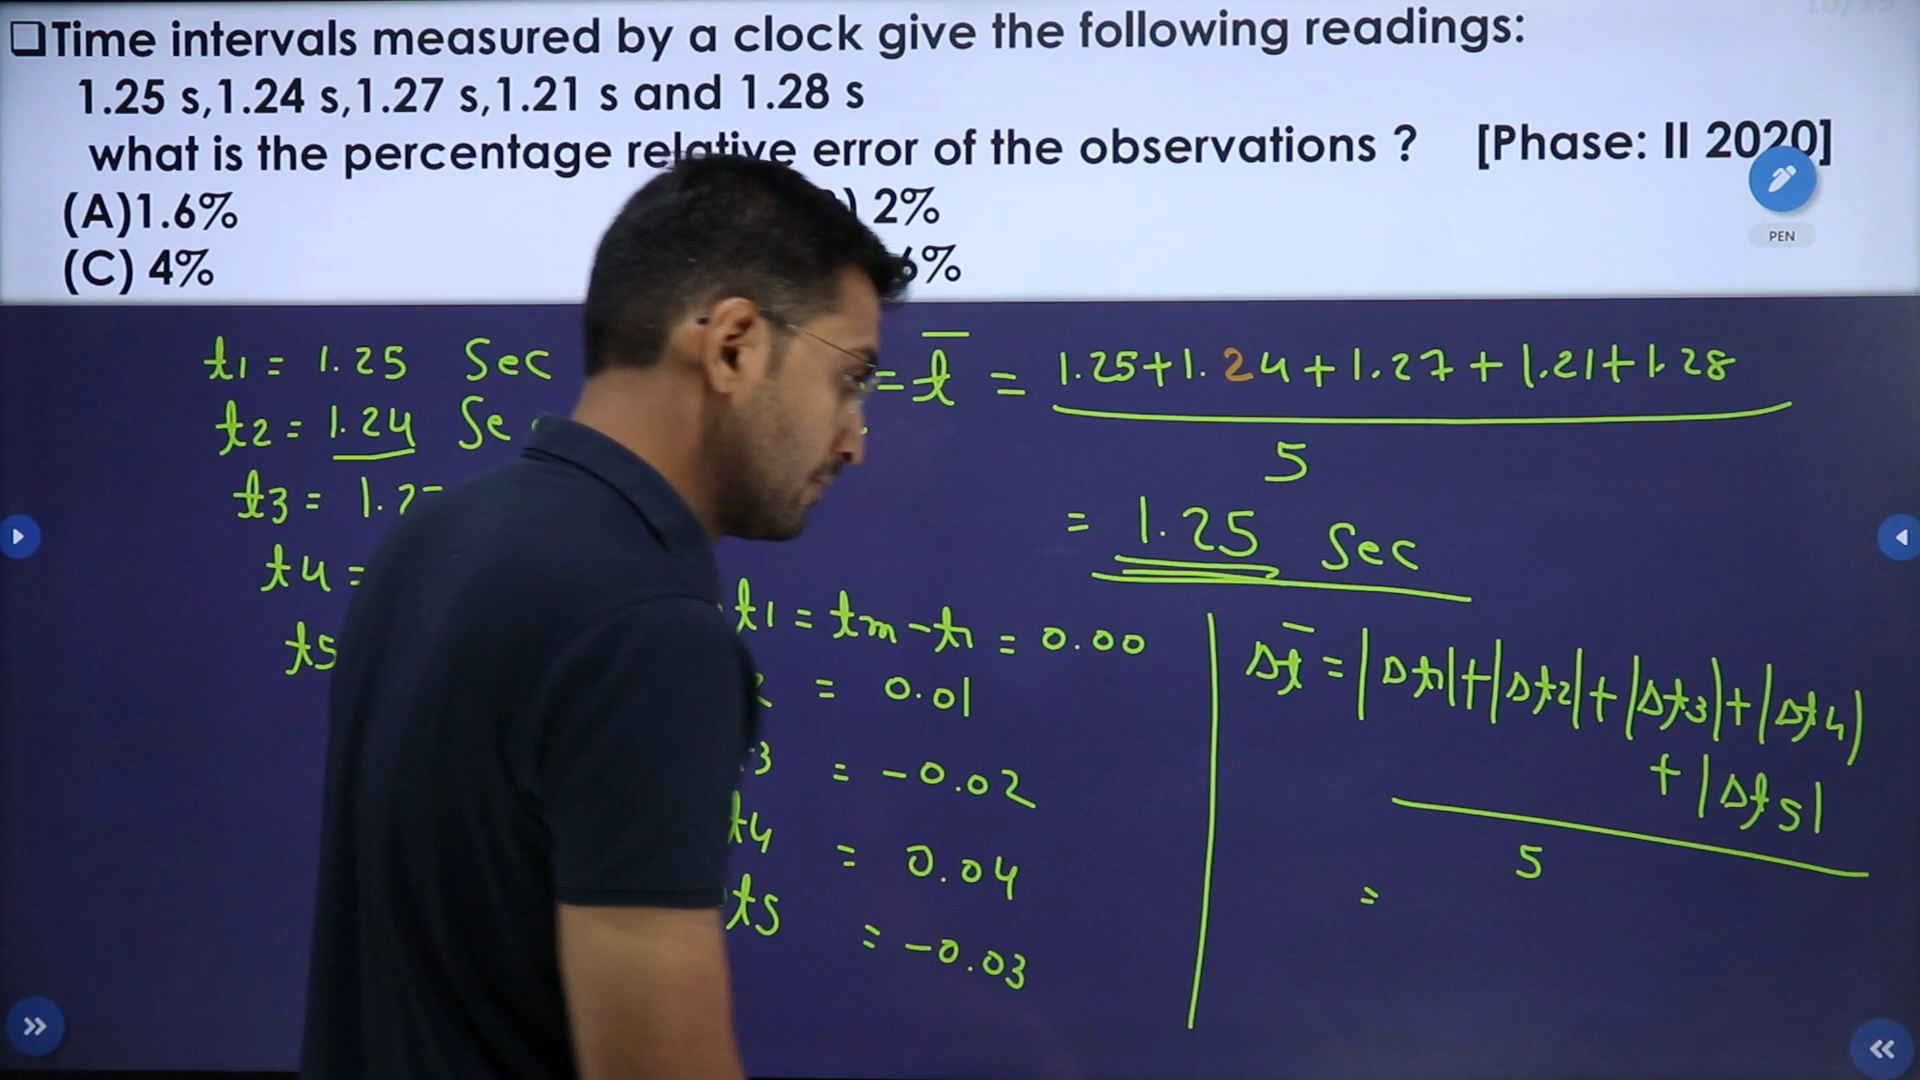 Time intervals measured by a clock give the following readings:
1.25 s,1.24 s,1.27 s,1.21 s and 1.28 s
what is the percentage relative error of the observations ? [Phase: II 2020]
(A)1.6% ) 2%
(C) 4% 6%
PEN
t1 = 1.25 Sec
t2 = 1.24 Se
t3 = 1.2
t4 =
t5
= t̄ = 1.25+1.24+1.27+1.21+1.28
5
= 1.25 Sec
t1 = tm-t1 = 0.00
= 0.01
3 = -0.02
t4 = 0.04
t5 = -0.03
Δt̄ = |Δt1|+|Δt2|+|Δt3|+|Δt4|
+|Δt5|
5
=